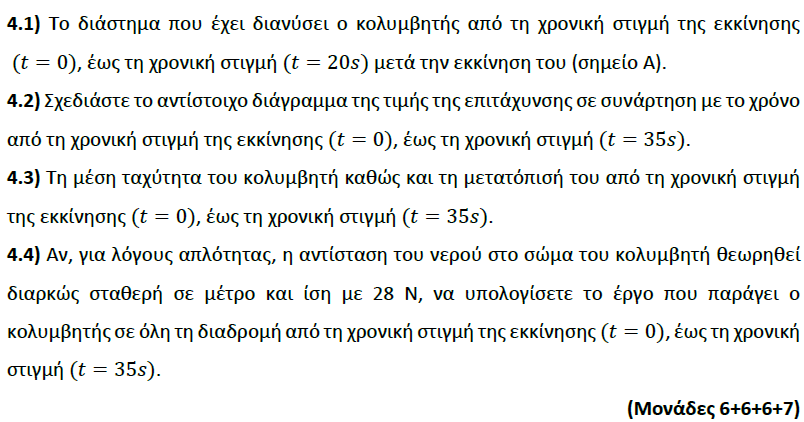 4.1) Το διάστημα που έχει διανύσει ο κολυμβητής από τη χρονική στιγμή της εκκίνησης
(t = 0), έως τη χρονική στιγμή (t = 20s) μετά την εκκίνηση του (σημείο Α).
4.2) Σχεδιάστε το αντίστοιχο διάγραμμα της τιμής της επιτάχυνσης σε συνάρτηση με το χρόνο
από τη χρονική στιγμή της εκκίνησης (t = 0), έως τη χρονική στιγμή (t = 35s).
4.3) Τη μέση ταχύτητα του κολυμβητή καθώς και τη μετατόπισή του από τη χρονική στιγμή
της εκκίνησης (t = 0), έως τη χρονική στιγμή (t = 35s).
4.4) Αν, για λόγους απλότητας, η αντίσταση του νερού στο σώμα του κολυμβητή θεωρηθεί
διαρκώς σταθερή σε μέτρο και ίση με 28 Ν, να υπολογίσετε το έργο που παράγει ο
κολυμβητής σε όλη τη διαδρομή από τη χρονική στιγμή της εκκίνησης (t = 0), έως τη χρονική
στιγμή (t = 35s).
(Μονάδες 6+6+6+7)